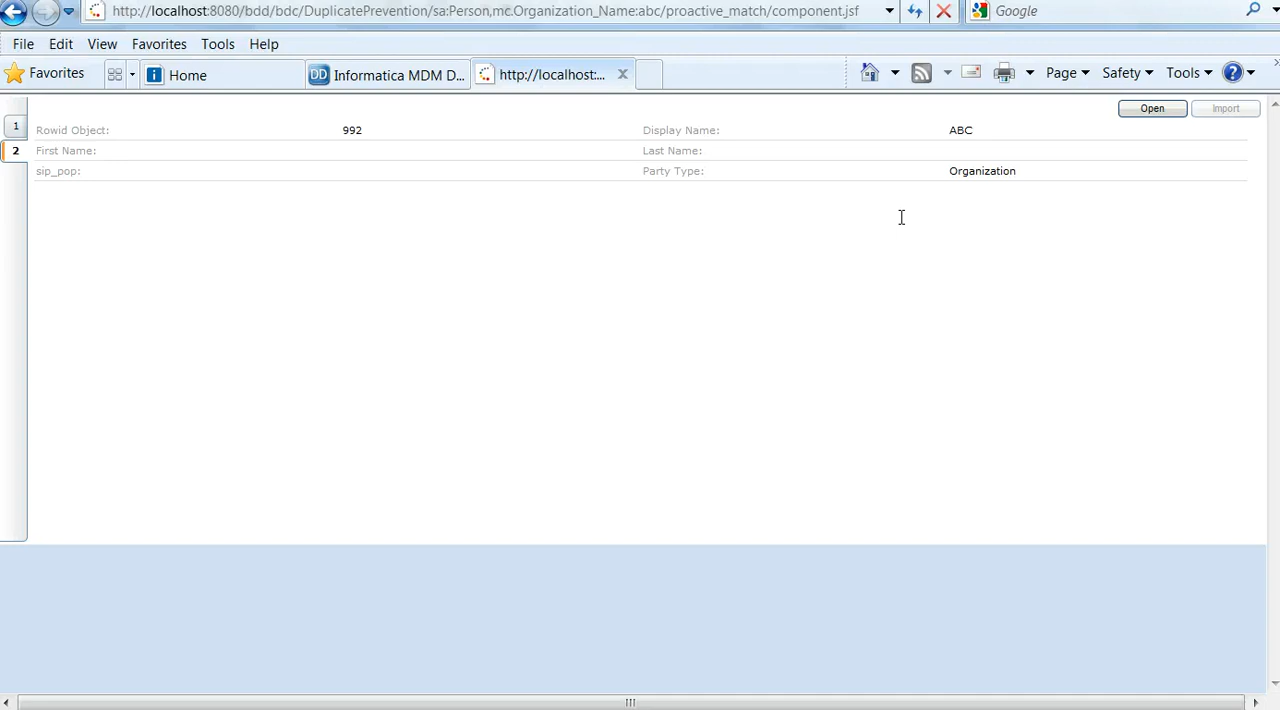 http://localhost:8080/bdd/bdc/DuplicatePrevention/sa:Person,mc.Organization_Name:abc/proactive_match/component.jsf
Google
File Edit View Favorites Tools Help
Favorites
Home
DD Informatica MDM D...
http://localhost:...
Page Safety Tools
Open Import
1
Rowid Object: 992 Display Name: ABC
2 First Name: Last Name:
sip_pop: Party Type: Organization